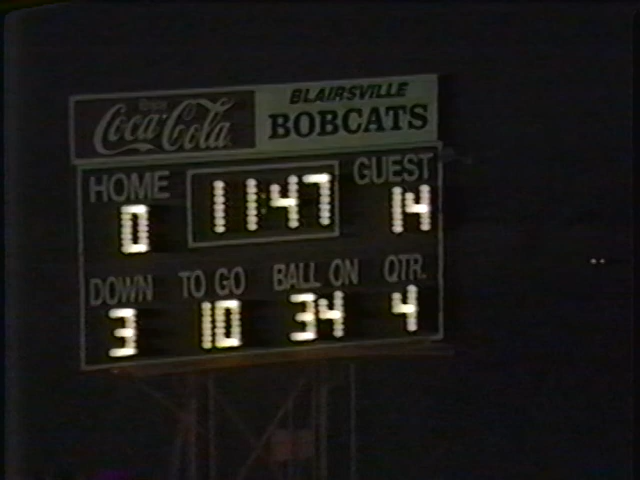 Enjoy
Coca-Cola
BLAIRSVILLE
BOBCATS
HOME
11:47
GUEST
0
14
DOWN
TO GO
BALL ON
QTR.
3
10
34
4